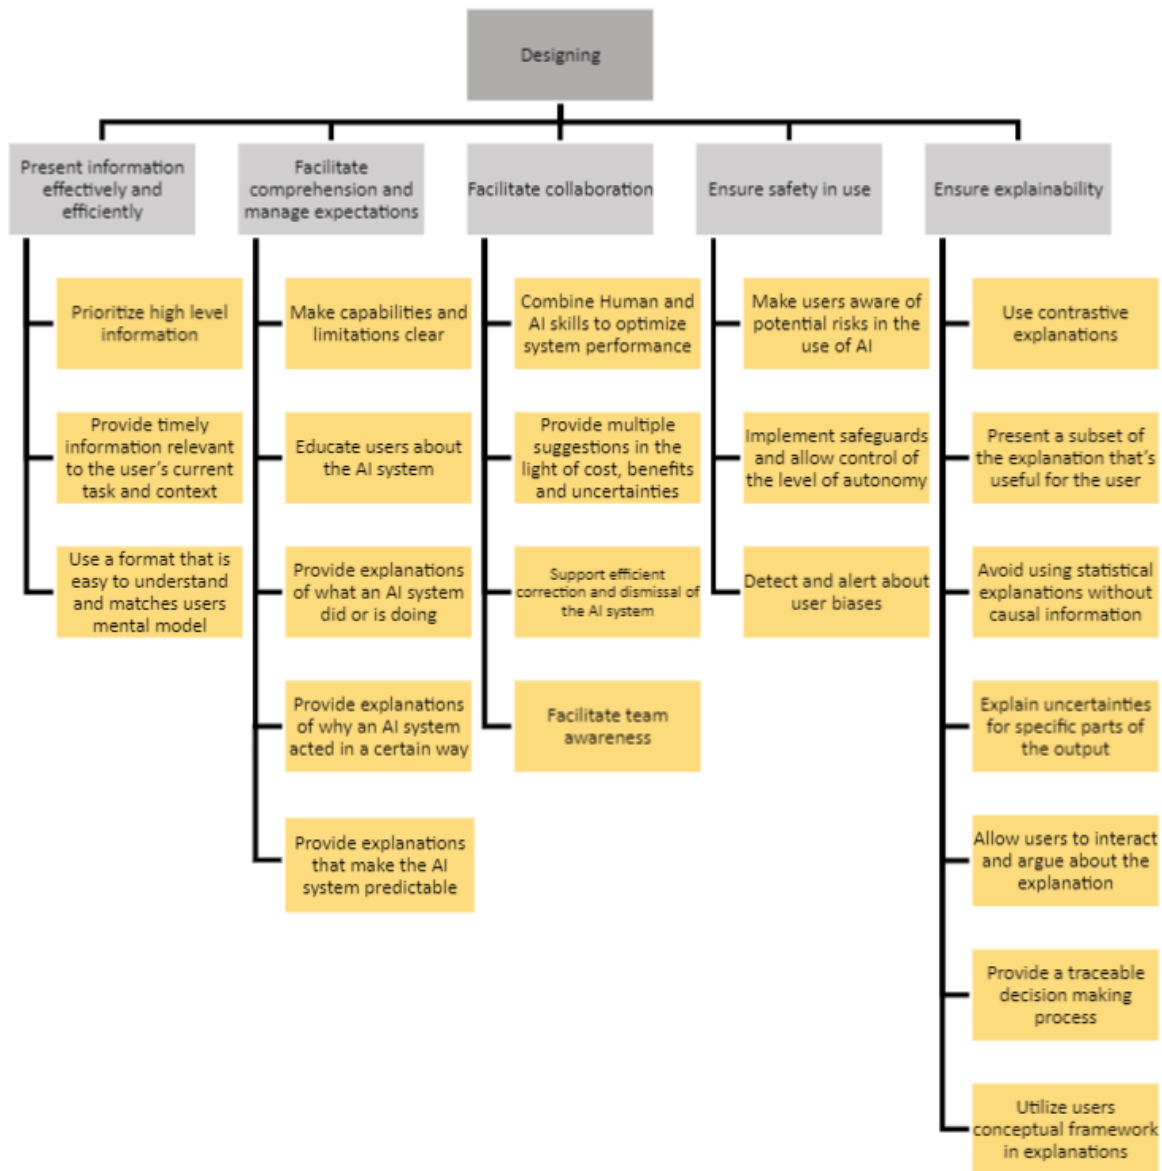 Designing
Present information
effectively and
efficiently
Facilitate
comprehension and
manage expectations
Facilitate collaboration
Ensure safety in use
Ensure explainability
Prioritize high level
information
Provide timely
information relevant
to the user's current
task and context
Use a format that is
easy to understand
and matches users
mental model
Make capabilities and
limitations clear
Educate users about
the AI system
Provide explanations
of what an AI system
did or is doing
Provide explanations
of why an AI system
acted in a certain way
Provide explanations
that make the AI
system predictable
Combine Human and
AI skills to optimize
system performance
Provide multiple
suggestions in the
light of cost, benefits
and uncertainties
Support efficient
correction and dismissal of
the AI system
Facilitate team
awareness
Make users aware of
potential risks in the
use of AI
Implement safeguards
and allow control of
the level of autonomy
Detect and alert about
user biases
Use contrastive
explanations
Present a subset of
the explanation that's
useful for the user
Avoid using statistical
explanations without
causal information
Explain uncertainties
for specific parts of
the output
Allow users to interact
and argue about the
explanation
Provide a traceable
decision making
process
Utilize users
conceptual framework
in explanations